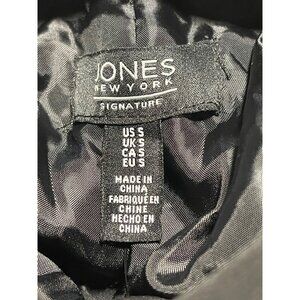 JONES
NEW YORK
SIGNATURE
US S
UK S
CA S
EU S
MADE IN
CHINA
FABRIQUÉ EN
CHINE
HECHO EN
CHINA